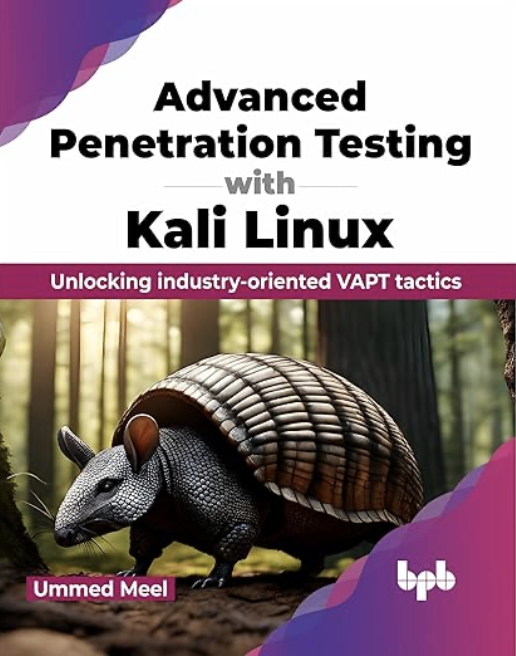 Advanced
Penetration Testing
with
Kali Linux
Unlocking industry-oriented VAPT tactics
Ummed Meel
bpb